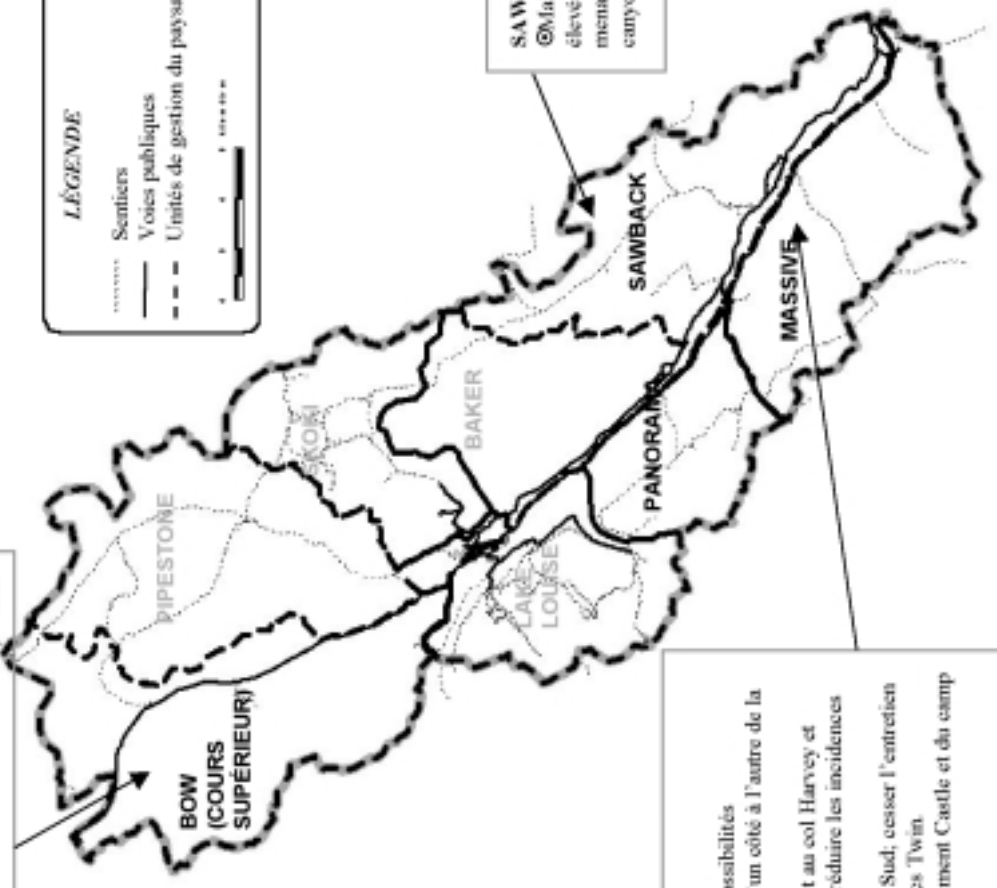 LÉGENDE
Sentiers
Voies publiques
Unités de gestion du paysa
SAW
élevé
mena
cany
SAWBACK
MASSIVE
BAKER
SKOKI
PIPESTONE
PANORAM
LAKE
LOUISE
BOW
(COURS
SUPÉRIEUR)
ssibilités
un côté à l'autre de la
t au col Harvey et
réduire les incidences
Sud; cesser l'entretien
s Twin
ment Castle et du camp